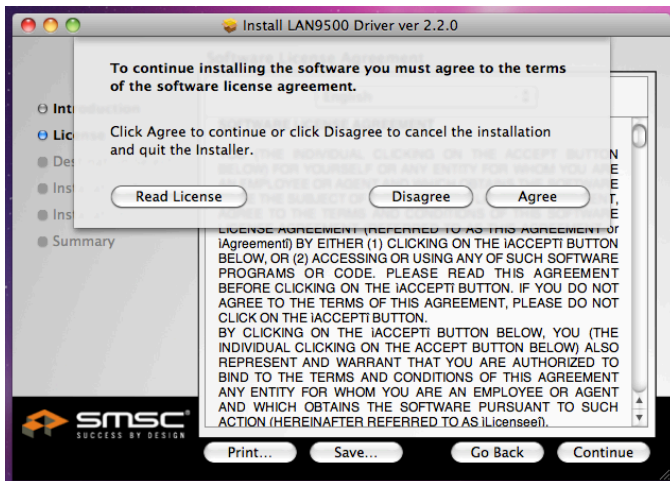 Install LAN9500 Driver ver 2.2.0
To continue installing the software you must agree to the terms
of the software license agreement.
Click Agree to continue or click Disagree to cancel the installation
and quit the Installer.
Read License
Disagree
Agree
Summary
LICENSE AGREEMENT (REFERRED TO AS THIS AGREEMENT or
ìAgreementî) BY EITHER (1) CLICKING ON THE ìACCEPTî BUTTON
BELOW, OR (2) ACCESSING OR USING ANY OF SUCH SOFTWARE
PROGRAMS OR CODE. PLEASE READ THIS AGREEMENT
BEFORE CLICKING ON THE ìACCEPTî BUTTON. IF YOU DO NOT
AGREE TO THE TERMS OF THIS AGREEMENT, PLEASE DO NOT
CLICK ON THE ìACCEPTî BUTTON.
BY CLICKING ON THE ìACCEPTî BUTTON BELOW, YOU (THE
INDIVIDUAL CLICKING ON THE ACCEPT BUTTON BELOW) ALSO
REPRESENT AND WARRANT THAT YOU ARE AUTHORIZED TO
BIND TO THE TERMS AND CONDITIONS OF THIS AGREEMENT
ANY ENTITY FOR WHOM YOU ARE AN EMPLOYEE OR AGENT
AND WHICH OBTAINS THE SOFTWARE PURSUANT TO SUCH
ACTION (HEREINAFTER REFERRED TO AS ìLicenseeî).
smsc
SUCCESS BY DESIGN
Print...
Save...
Go Back
Continue